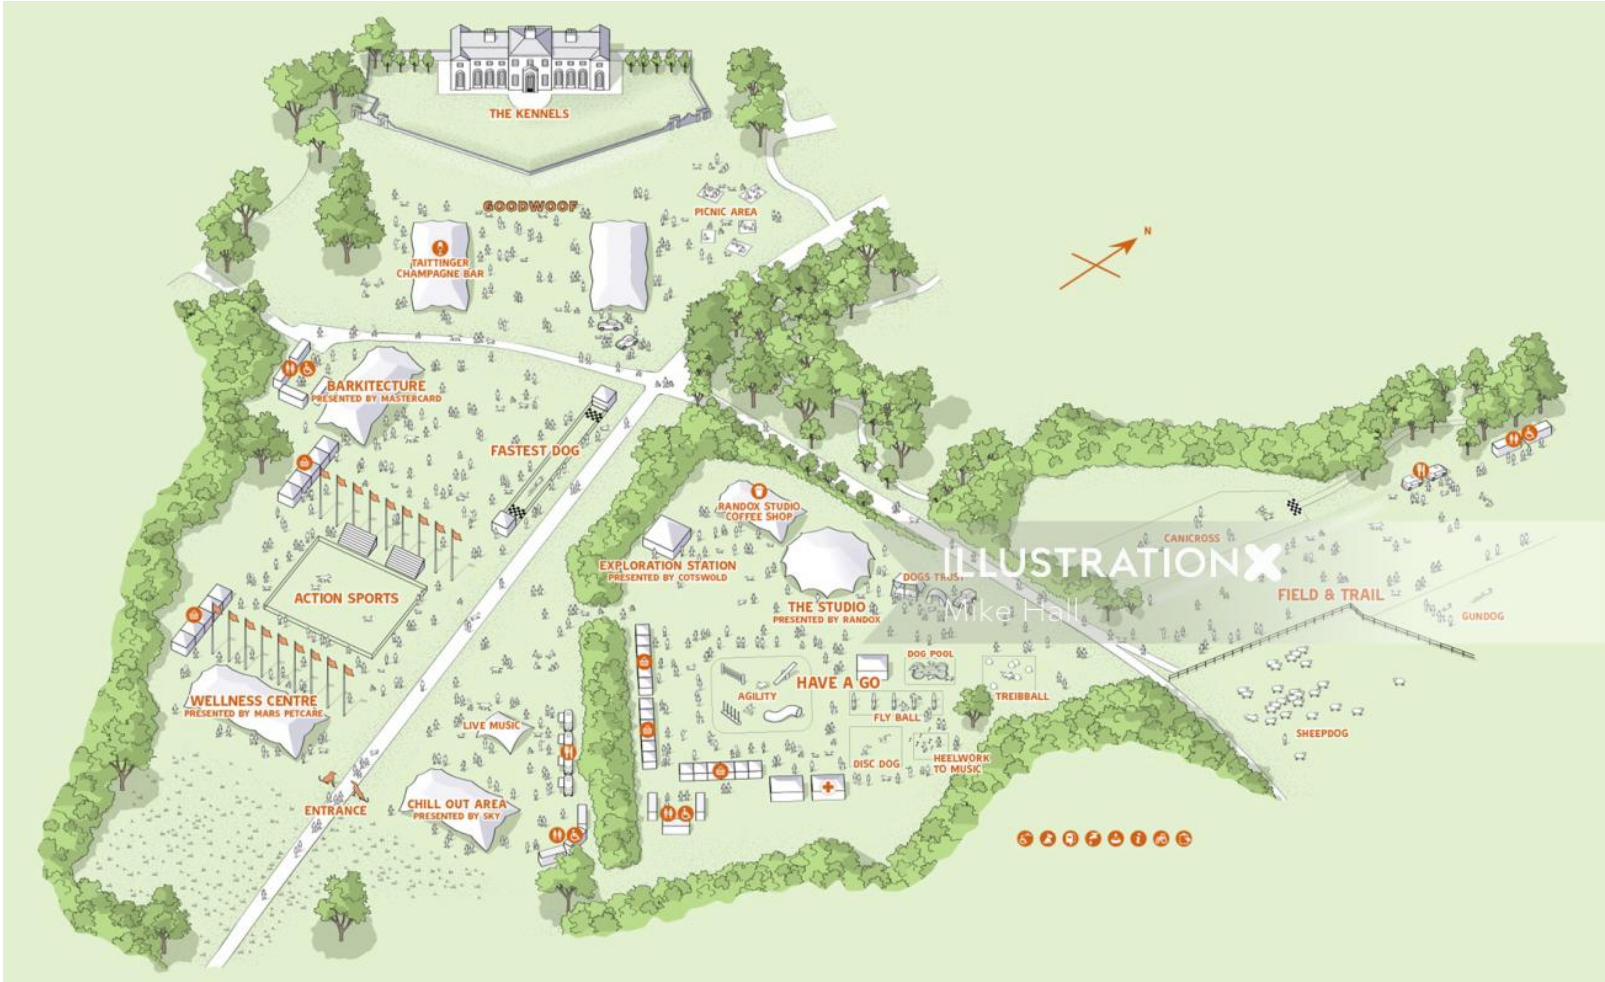 THE KENNELS
GOODWOOF
PICNIC AREA
TAITTINGER
CHAMPAGNE BAR
N
BARKITECTURE
PRESENTED BY MASTERCARD
FASTEST DOG
RANDOX STUDIO
COFFEE SHOP
CANICROSS
EXPLORATION STATION
PRESENTED BY COTSWOLD
ILLUSTRATIONX
Mike Hall
DOGS TRUST
FIELD & TRAIL
ACTION SPORTS
THE STUDIO
PRESENTED BY RANDOX
GUNDOG
DOG POOL
HAVE A GO
AGILITY
TREIBBALL
WELLNESS CENTRE
PRESENTED BY MARS PETCARE
LIVE MUSIC
FLY BALL
SHEEPDOG
DISC DOG
HEELWORK
TO MUSIC
ENTRANCE
CHILL OUT AREA
PRESENTED BY SKY